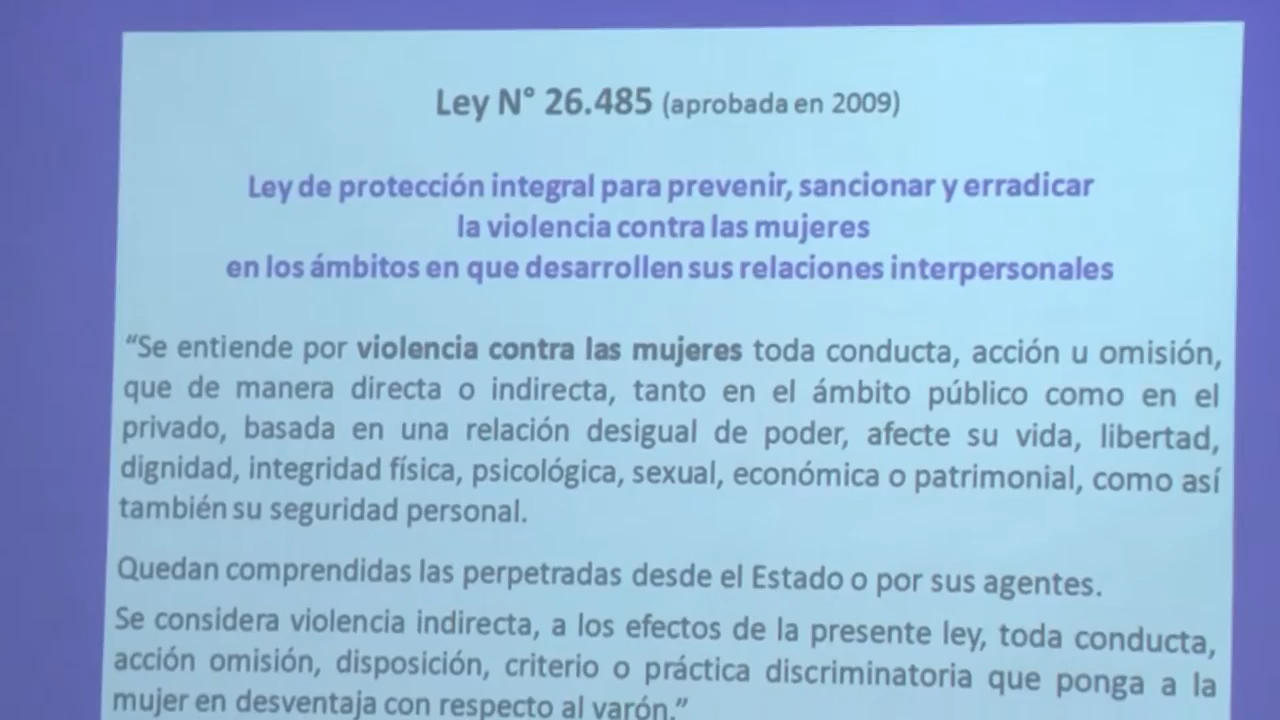 Ley N° 26.485 (aprobada en 2009)
Ley de protección integral para prevenir, sancionar y erradicar
la violencia contra las mujeres
en los ámbitos en que desarrollen sus relaciones interpersonales
“Se entiende por violencia contra las mujeres toda conducta, acción u omisión,
que de manera directa o indirecta, tanto en el ámbito público como en el
privado, basada en una relación desigual de poder, afecte su vida, libertad,
dignidad, integridad física, psicológica, sexual, económica o patrimonial, como así
también su seguridad personal.
Quedan comprendidas las perpetradas desde el Estado o por sus agentes.
Se considera violencia indirecta, a los efectos de la presente ley, toda conducta,
acción omisión, disposición, criterio o práctica discriminatoria que ponga a la
mujer en desventaja con respecto al varón.”